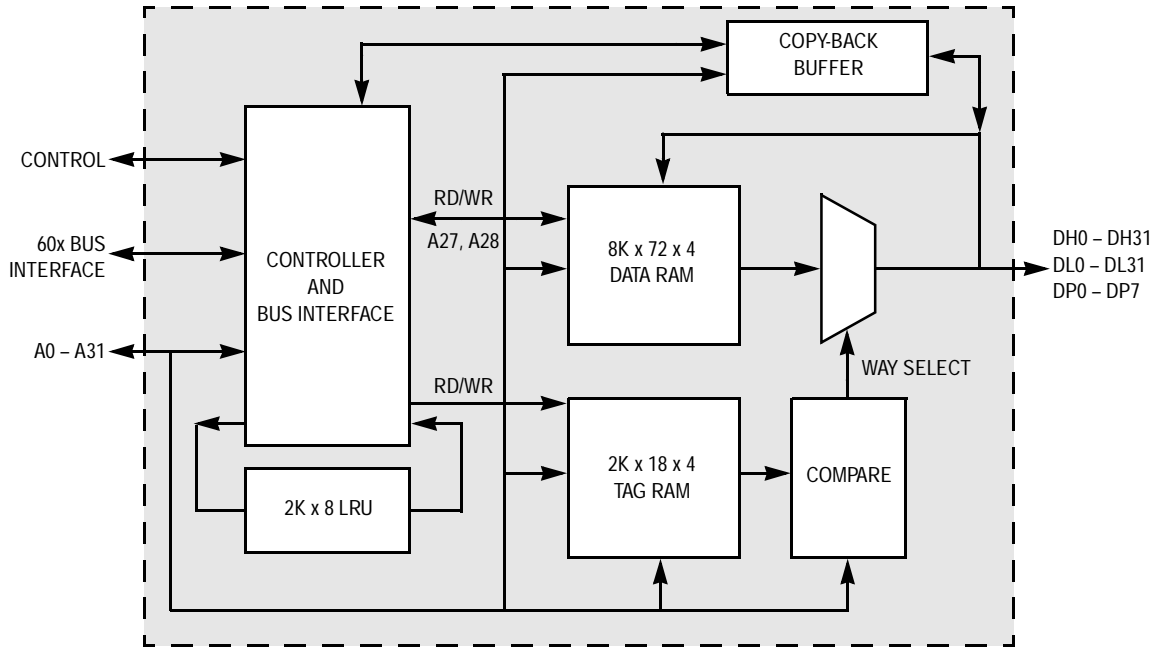 COPY-BACK
BUFFER
CONTROL
60x BUS
INTERFACE
A0 – A31
CONTROLLER
AND
BUS INTERFACE
2K x 8 LRU
RD/WR
A27, A28
8K x 72 x 4
DATA RAM
DH0 – DH31
DL0 – DL31
DP0 – DP7
WAY SELECT
RD/WR
2K x 18 x 4
TAG RAM
COMPARE